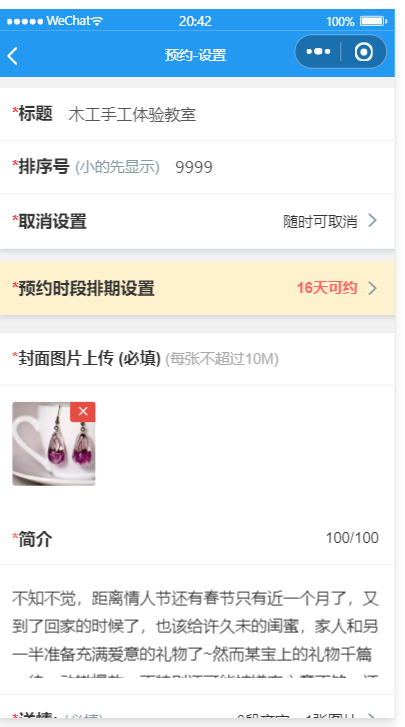 WeChat 20:42 100%
预约-设置
*标题 木工手工体验教室
*排序号 (小的先显示) 9999
*取消设置 随时可取消
*预约时段排期设置 16天可约
*封面图片上传 (必填) (每张不超过10M)
*简介 100/100
不知不觉，距离情人节还有春节只有近一个月了，又
到了回家的时候了，也该给许久未的闺蜜，家人和另
一半准备充满爱意的礼物了~然而某宝上的礼物千篇